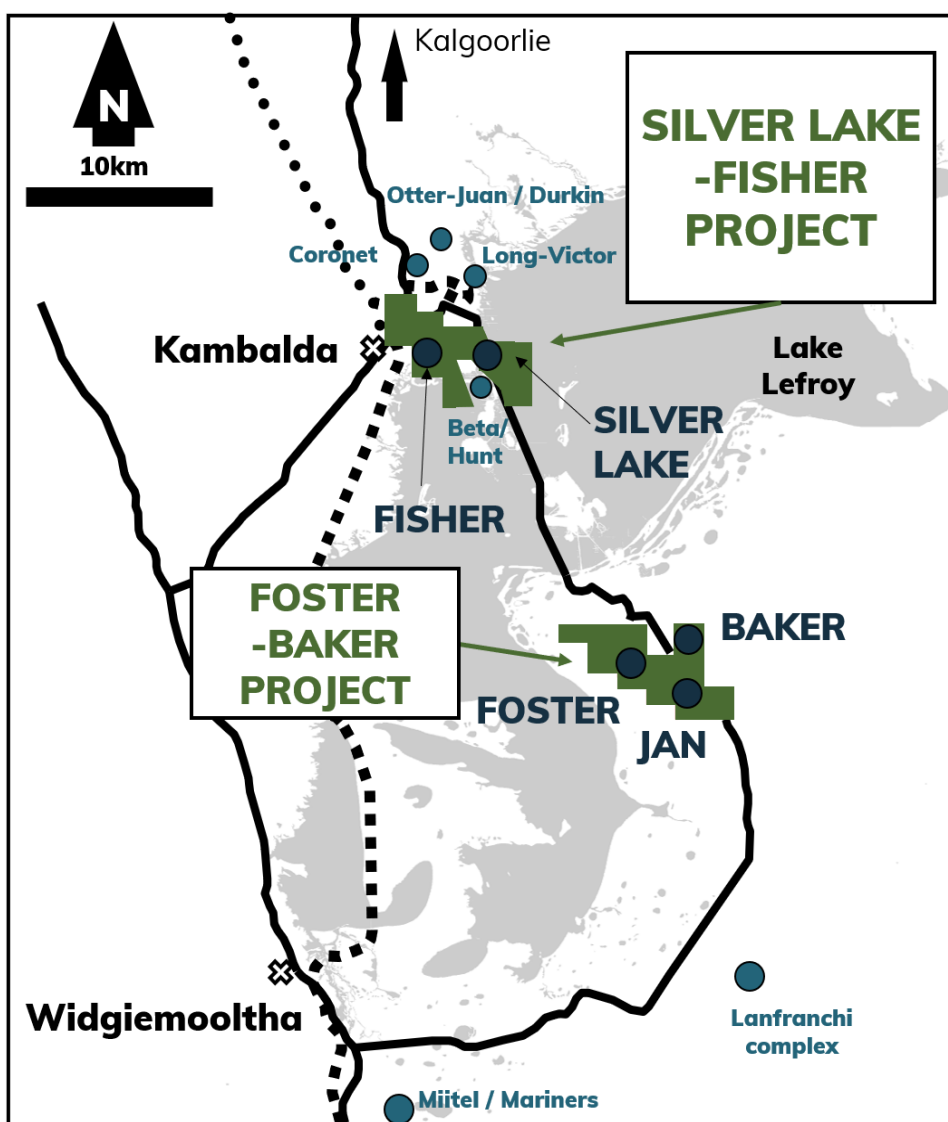 Kalgoorlie
N
10km
SILVER LAKE
-FISHER
PROJECT
Otter-Juan / Durkin
Coronet
Long-Victor
Kambalda
Lake
Lefroy
SILVER
LAKE
Beta/
Hunt
FISHER
FOSTER
-BAKER
PROJECT
BAKER
FOSTER
JAN
Widgiemooltha
Lanfranchi
complex
Miitel / Mariners